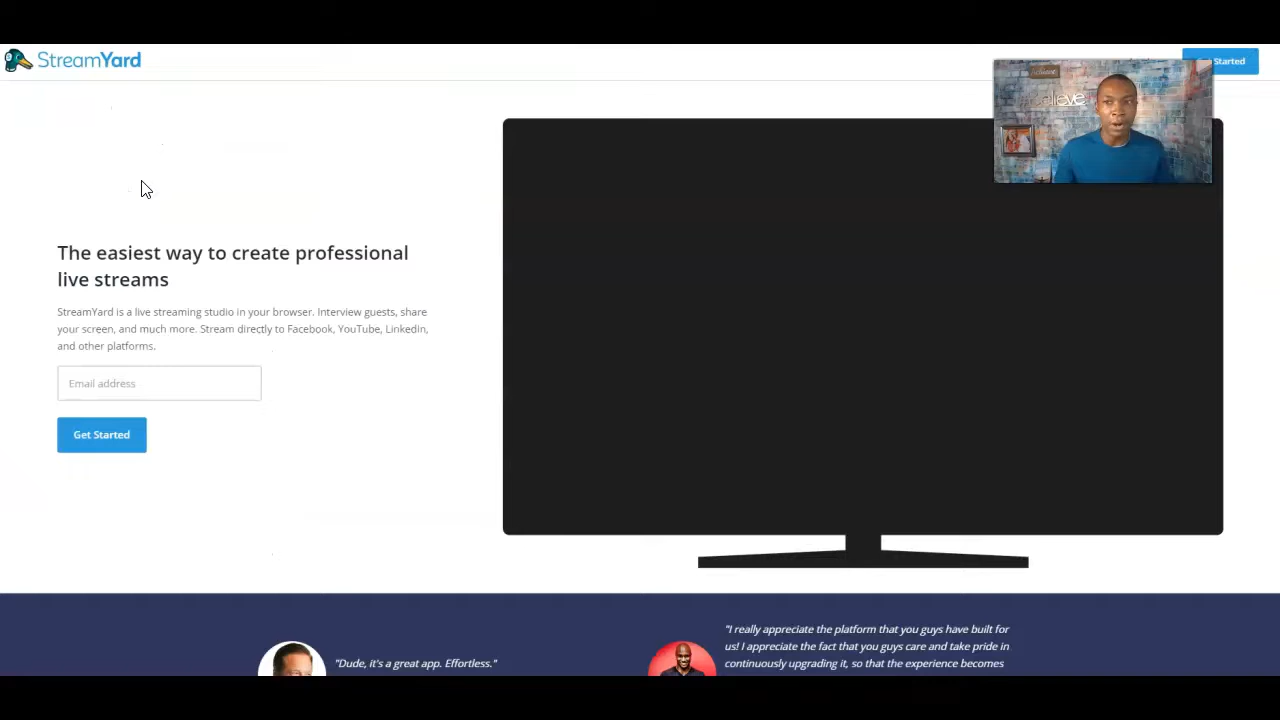 StreamYard
Started
The easiest way to create professional
live streams
StreamYard is a live streaming studio in your browser. Interview guests, share
your screen, and much more. Stream directly to Facebook, YouTube, Linkedin,
and other platforms.
Email address
Get Started
"Dude, it's a great app. Effortless."
"I really appreciate the platform that you guys have built for
us! I appreciate the fact that you guys care and take pride in
continuously upgrading it, so that the experience becomes